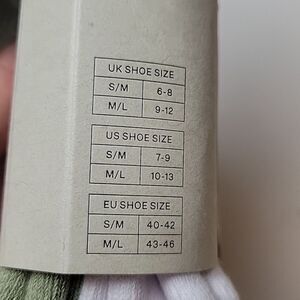 UK SHOE SIZE
S/M 6-8
M/L 9-12
US SHOE SIZE
S/M 7-9
M/L 10-13
EU SHOE SIZE
S/M 40-42
M/L 43-46